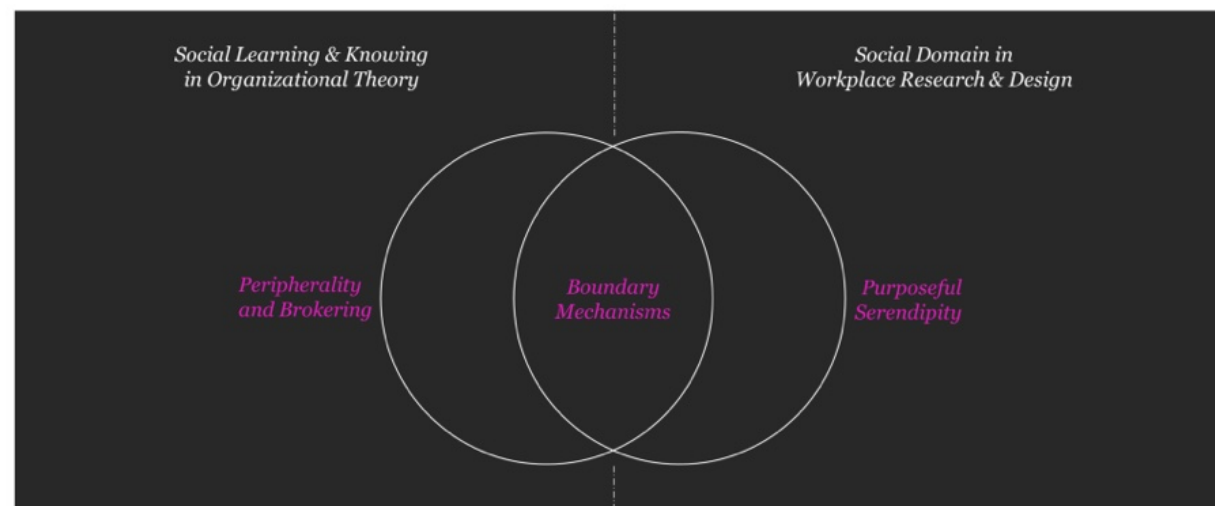 Social Learning & Knowing
in Organizational Theory
Social Domain in
Workplace Research & Design
Peripherality
and Brokering
Boundary
Mechanisms
Purposeful
Serendipity